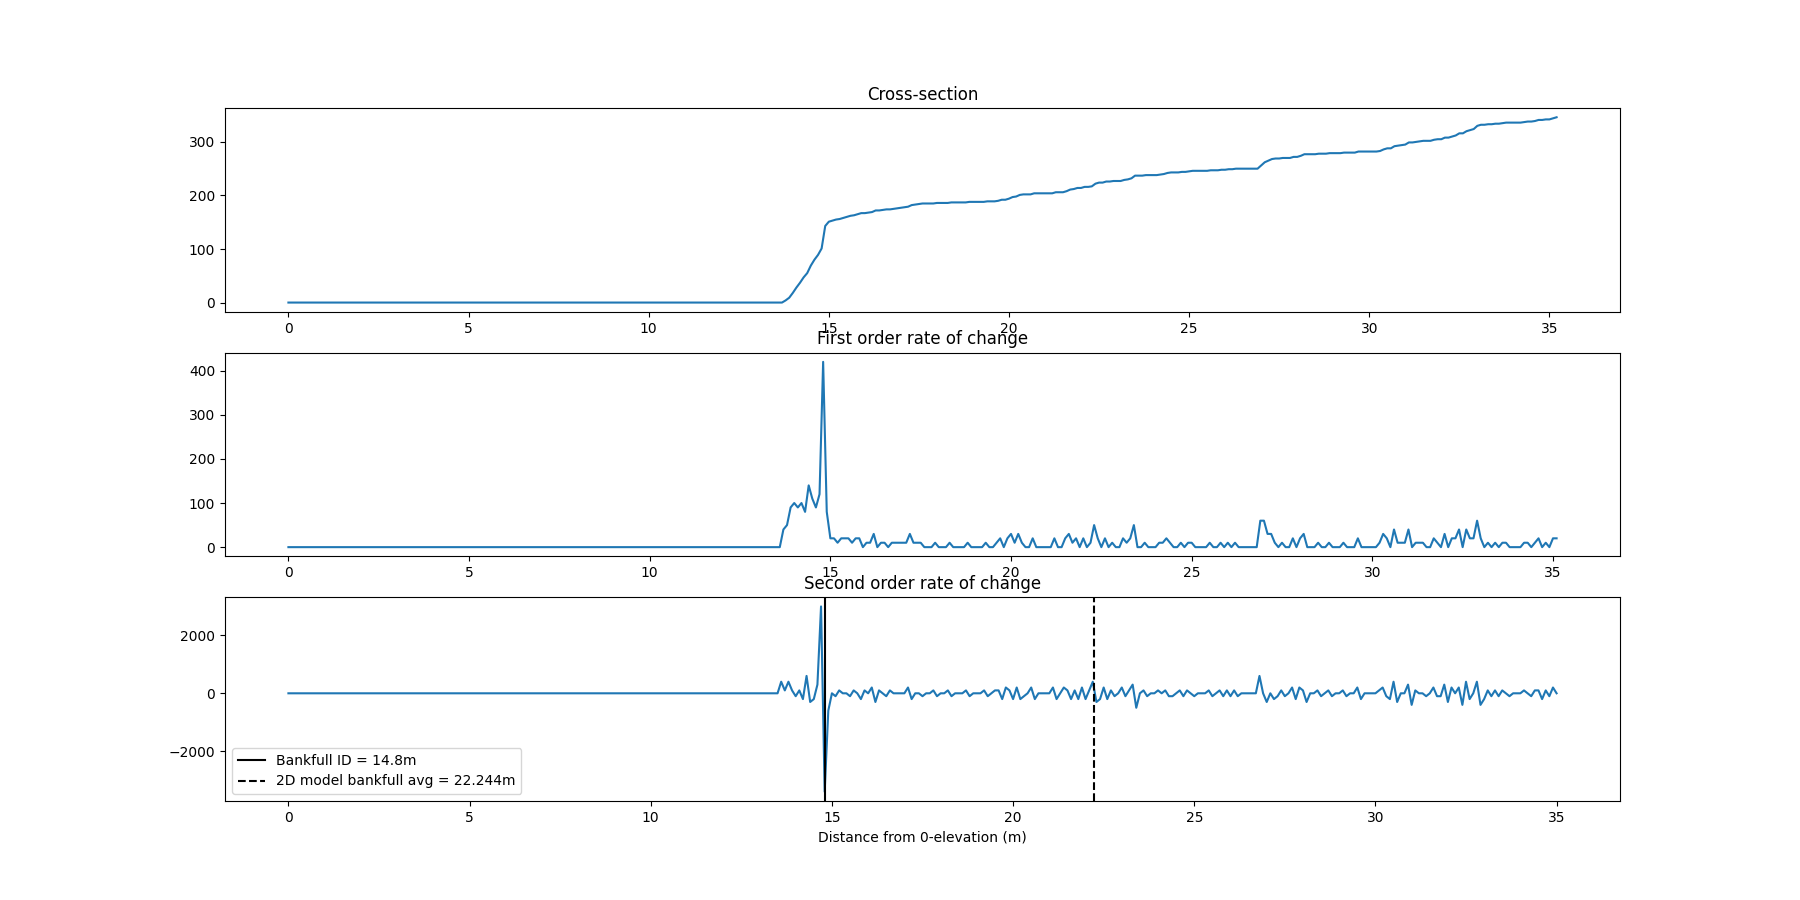 Cross-section
300
200
100
0
0 5 10 15 20 25 30 35
First order rate of change
400
300
200
100
0
0 5 10 15 20 25 30 35
Second order rate of change
2000
0
−2000
Bankfull ID = 14.8m
2D model bankfull avg = 22.244m
0 5 10 15 20 25 30 35
Distance from 0-elevation (m)